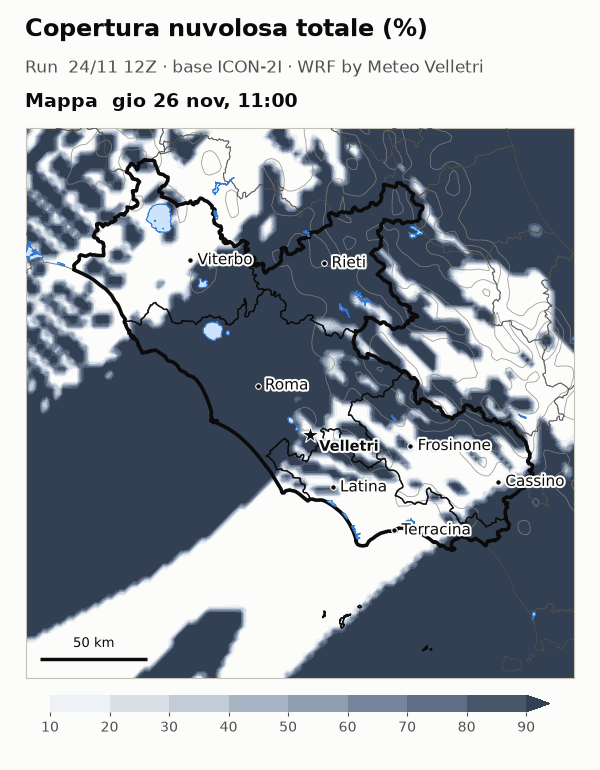 Copertura nuvolosa totale (%)
Run 24/11 12Z · base ICON-2I · WRF by Meteo Velletri
Mappa gio 26 nov, 11:00
Viterbo
Rieti
Roma
Velletri
Frosinone
Latina
Cassino
Terracina
50 km
10 20 30 40 50 60 70 80 90